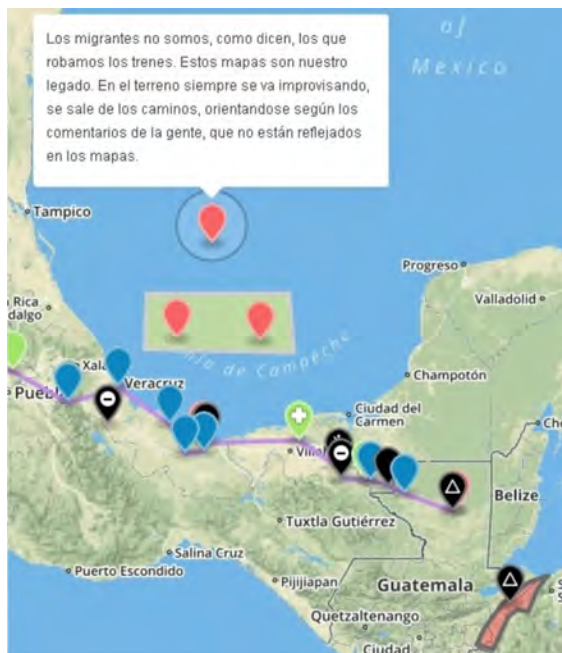 Los migrantes no somos, como dicen, los que
robamos los trenes. Estos mapas son nuestro
legado. En el terreno siempre se va improvisando,
se sale de los caminos, orientandose según los
comentarios de la gente, que no están reflejados
en los mapas.
of
México
Tampico
Progreso
Valladolid
Rica
dalgo
Campeche
Xala
Champotón
Puebl
Veracruz
Ciudad del
Carmen
Villa
Belize
Tuxtla Gutiérrez
Salina Cruz
Puerto Escondido
Pijijiapan
Guatemala
Quetzaltenango
Ciudad